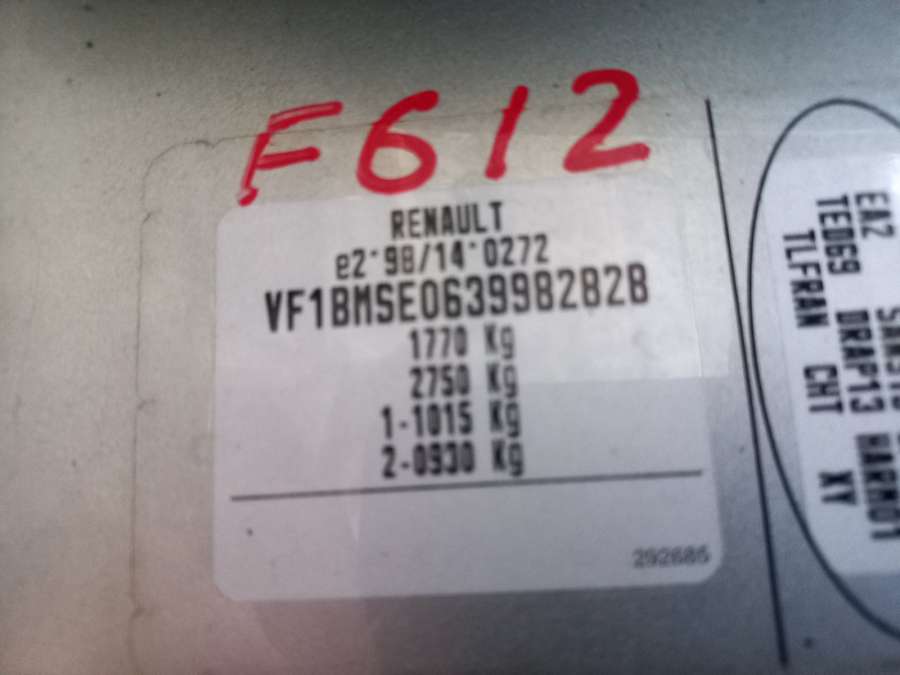 F612
RENAULT
e2*98/14*0272
VF1BMSE0639982828
1770 Kg
2750 Kg
1-1015 Kg
2-0930 Kg
292685
EA2
TED69 DRAP13 HARM01
TLFRAN CHT XY